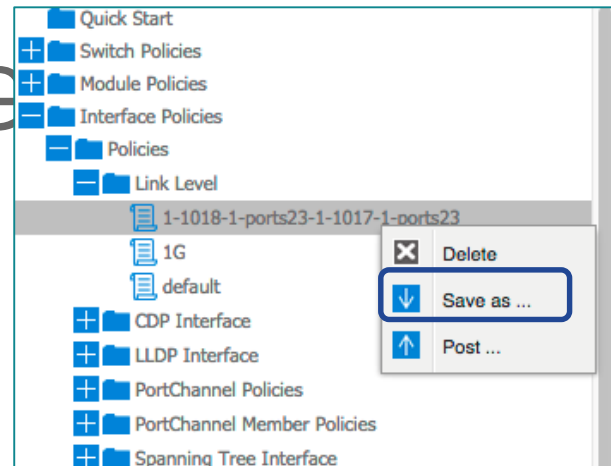 Quick Start
Switch Policies
Module Policies
Interface Policies
Policies
Link Level
1-1018-1-ports23-1-1017-1-ports23
Delete
1G
Save as ...
default
Post ...
CDP Interface
LLDP Interface
PortChannel Policies
PortChannel Member Policies
Spanning Tree Interface